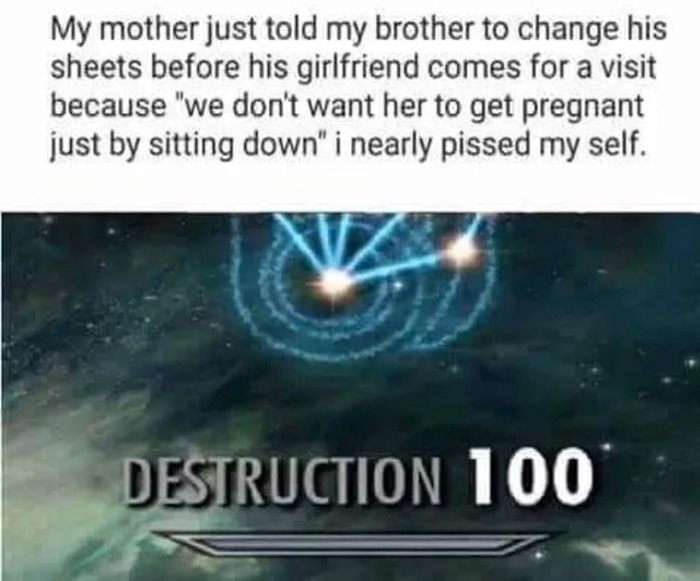 My mother just told my brother to change his
sheets before his girlfriend comes for a visit
because "we don't want her to get pregnant
just by sitting down" i nearly pissed my self.
DESTRUCTION 100